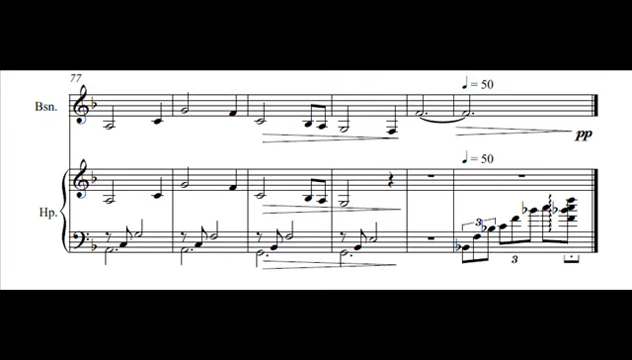 77
Bsn.
♩ = 50
pp
♩ = 50
Hp.
3
3